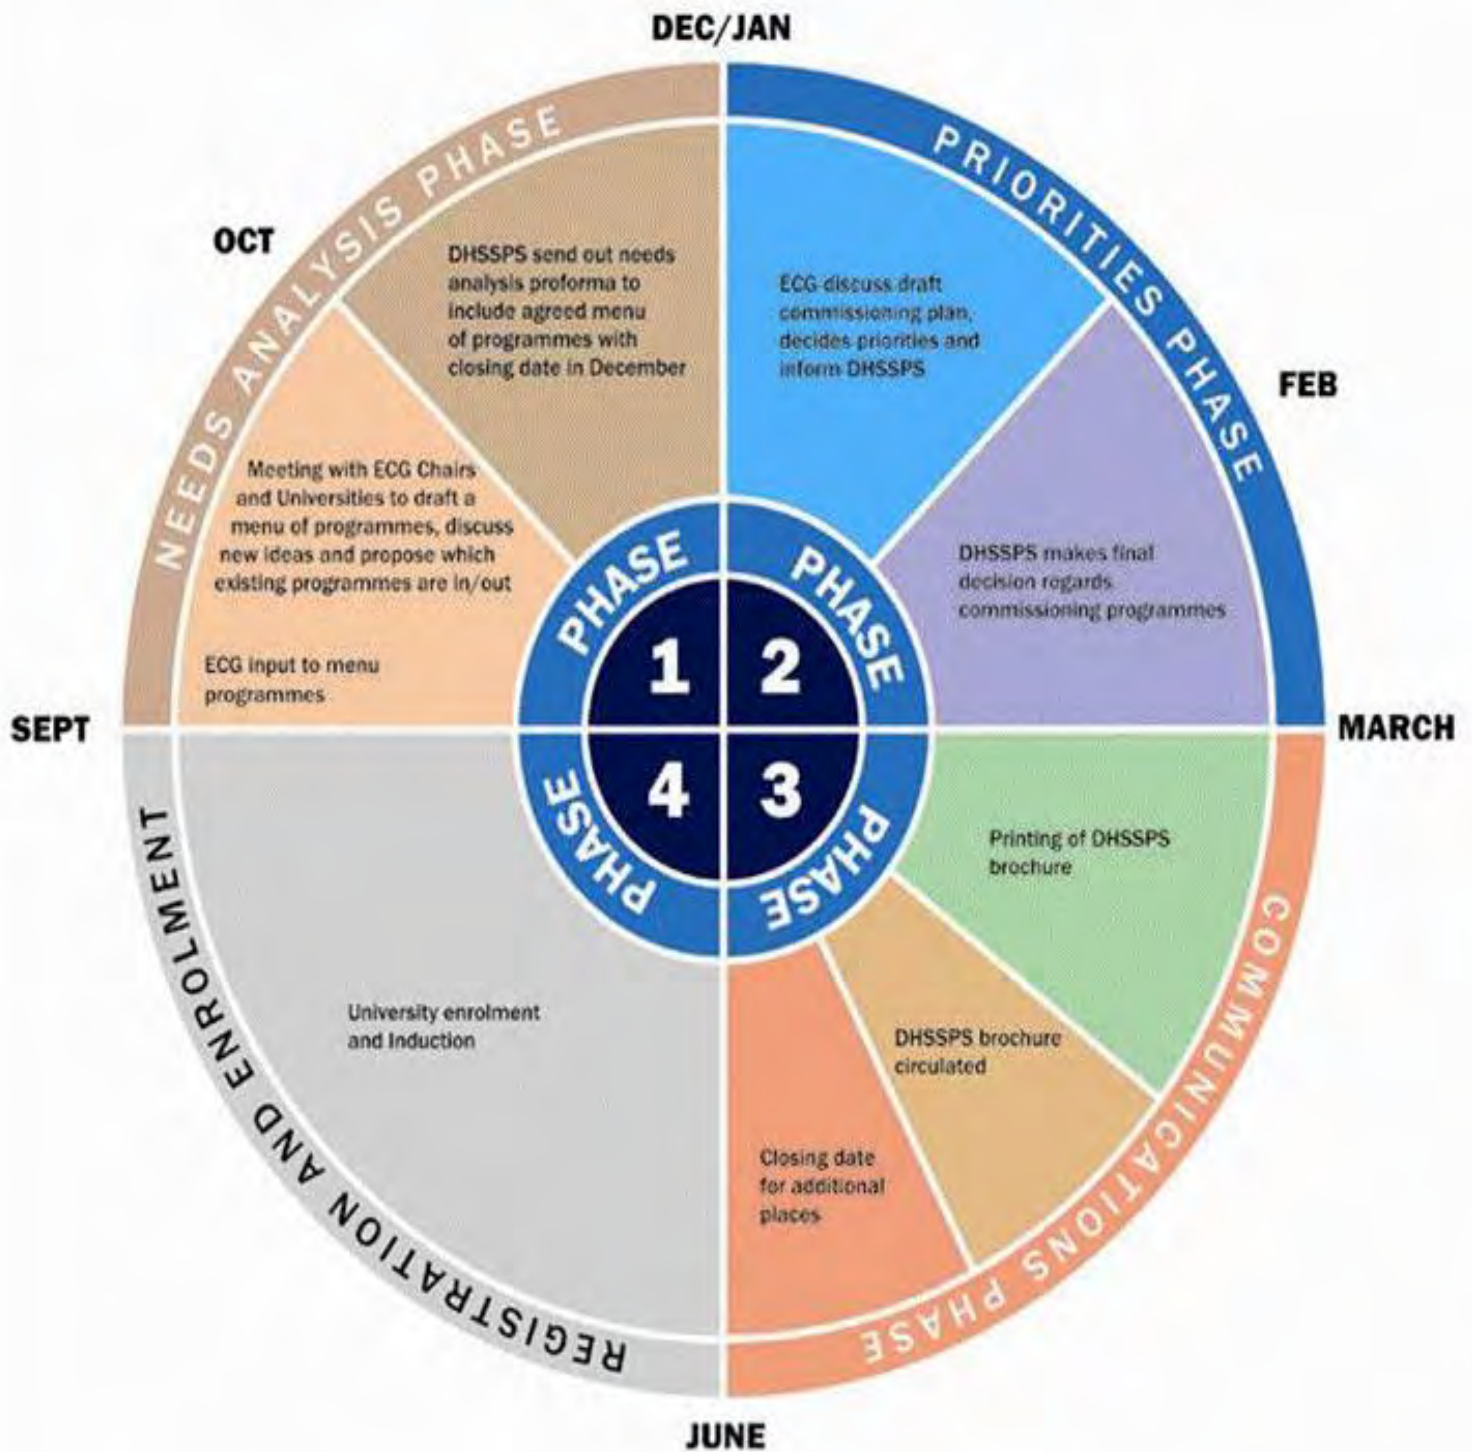 DEC/JAN
NEEDS ANALYSIS PHASE
PRIORITIES PHASE
OCT
DHSSPS send out needs
analysis proforma to
include agreed menu
of programmes with
closing date in December
ECG discuss draft
commissioning plan,
decides priorities and
inform DHSSPS
FEB
Meeting with ECG Chairs
and Universities to draft a
menu of programmes, discuss
new ideas and propose which
existing programmes are in/out
ECG input to menu
programmes
DHSSPS makes final
decision regards
commissioning programmes
PHASE
1
PHASE
2
SEPT
MARCH
PHASE
4
PHASE
3
Printing of DHSSPS
brochure
DHSSPS brochure
circulated
Closing date
for additional
places
University enrolment
and Induction
COMMUNICATIONS PHASE
REGISTRATION AND ENROLMENT
JUNE